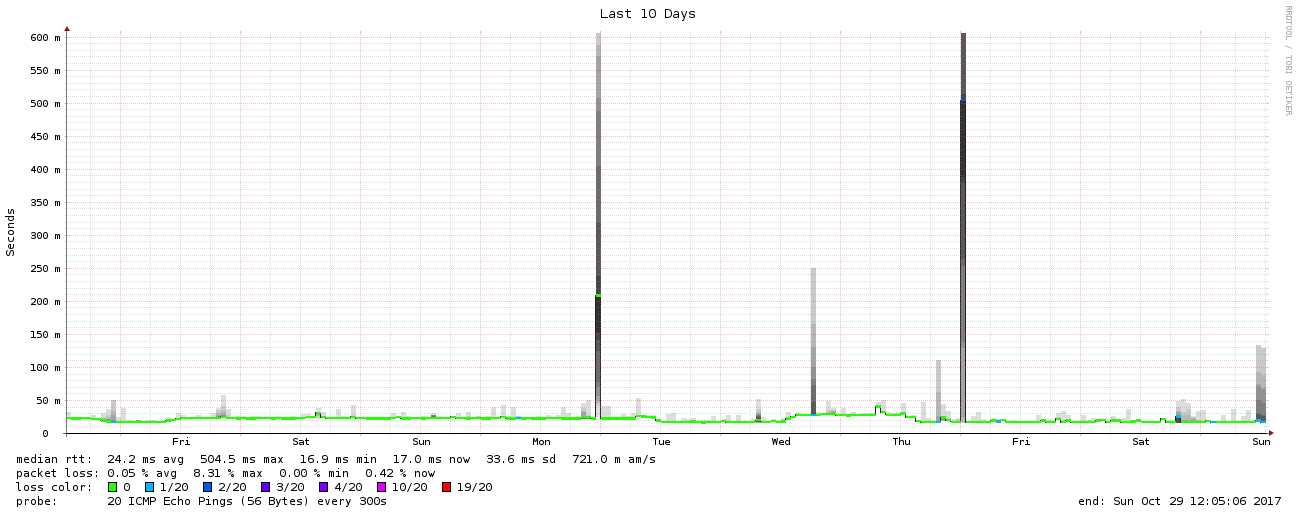 Last 10 Days
RRDTOOL / TOBI OETIKER
Seconds
600 m
550 m
500 m
450 m
400 m
350 m
300 m
250 m
200 m
150 m
100 m
50 m
0
Fri Sat Sun Mon Tue Wed Thu Fri Sat Sun
median rtt: 24.2 ms avg 504.5 ms max 16.9 ms min 17.0 ms now 33.6 ms sd 721.0 m am/s
packet loss: 0.05 % avg 8.31 % max 0.00 % min 0.42 % now
loss color: 0 1/20 2/20 3/20 4/20 10/20 19/20
probe: 20 ICMP Echo Pings (56 Bytes) every 300s end: Sun Oct 29 12:05:06 2017